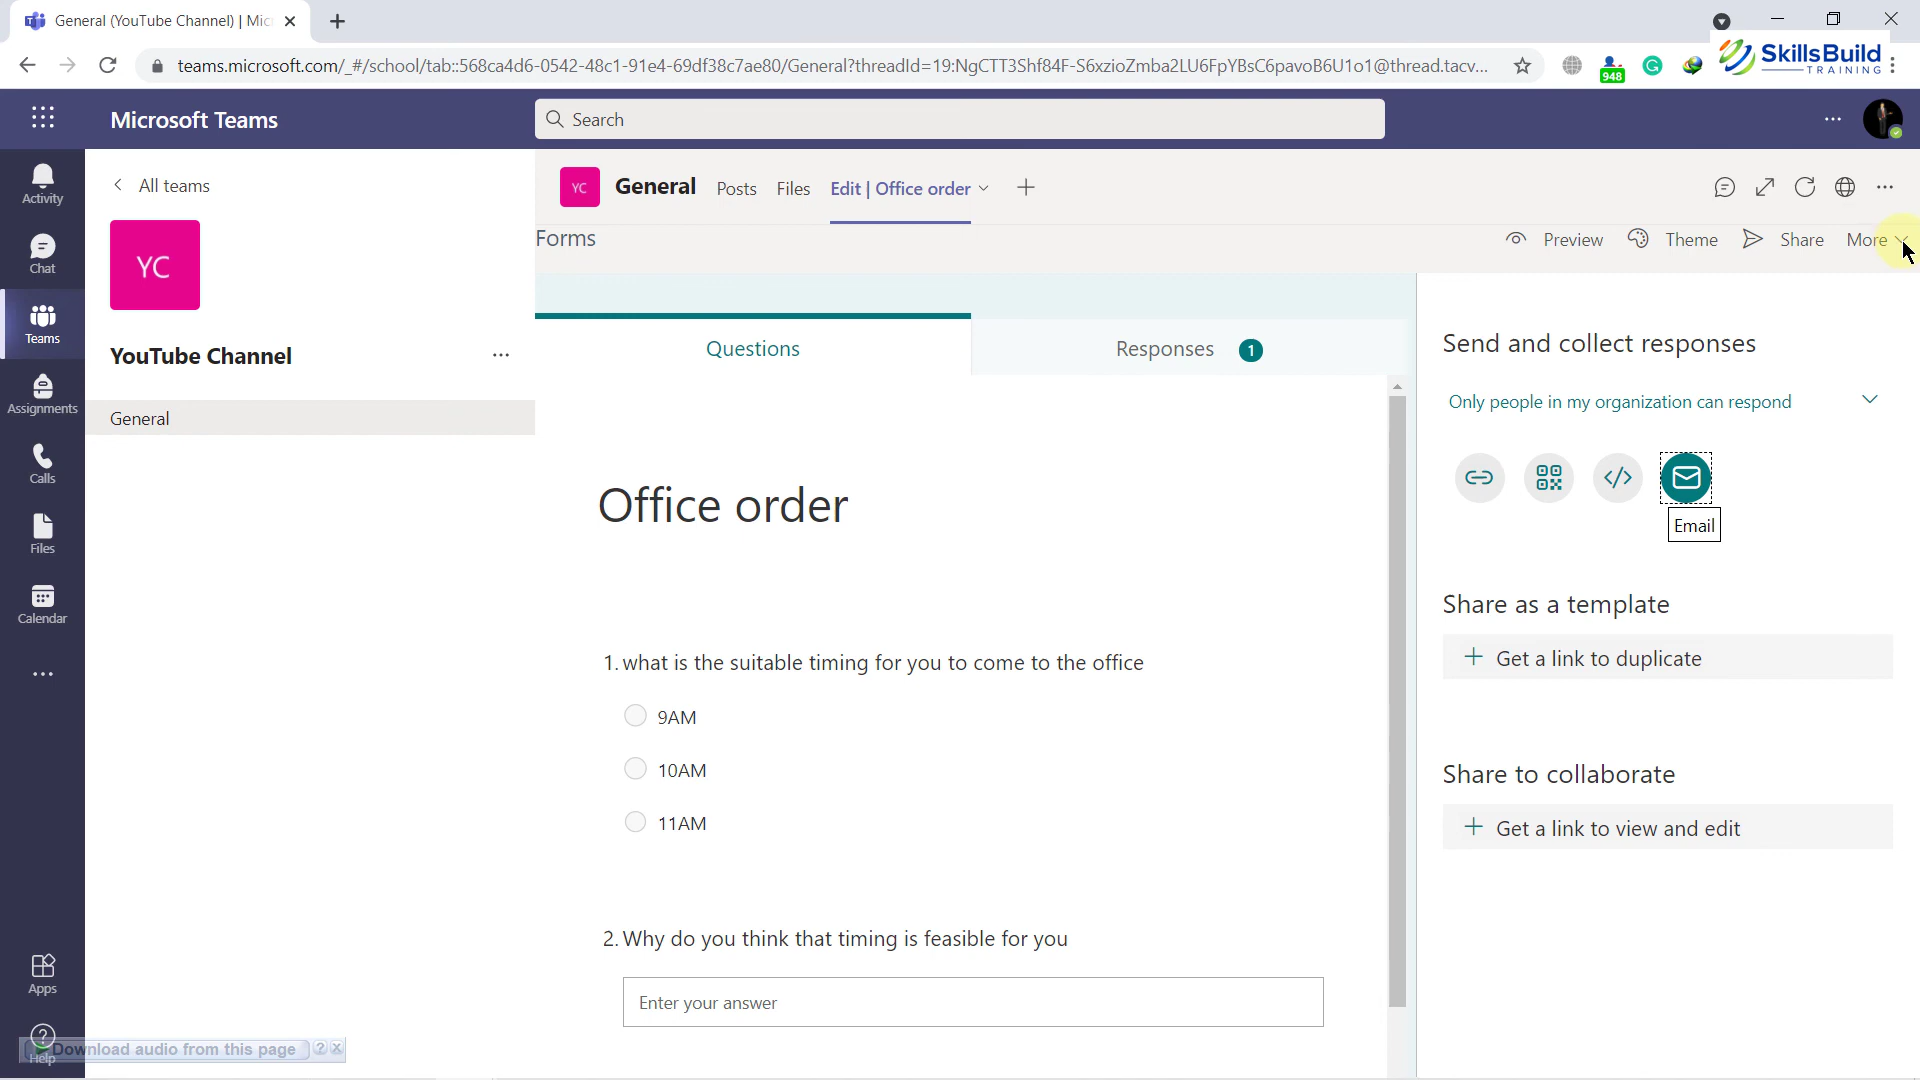 General (YouTube Channel) | Mic
teams.microsoft.com/_#/school/tab::568ca4d6-0542-48c1-91e4-69df38c7ae80/General?threadId=19:NgCTT3Shf84F-S6xzioZmba2LU6FpYBsC6pavoB6U1o1@thread.tacv...
948
SkillsBuild
TRAINING
Microsoft Teams
Search
Activity
Chat
Teams
Assignments
Calls
Files
Calendar
Apps
Help
All teams
YC
YouTube Channel
General
YC
General
Posts
Files
Edit | Office order
Forms
Preview
Theme
Share
More
Questions
Responses
1
Office order
1. what is the suitable timing for you to come to the office
9AM
10AM
11AM
2. Why do you think that timing is feasible for you
Enter your answer
Send and collect responses
Only people in my organization can respond
Email
Share as a template
Get a link to duplicate
Share to collaborate
Get a link to view and edit
Download audio from this page